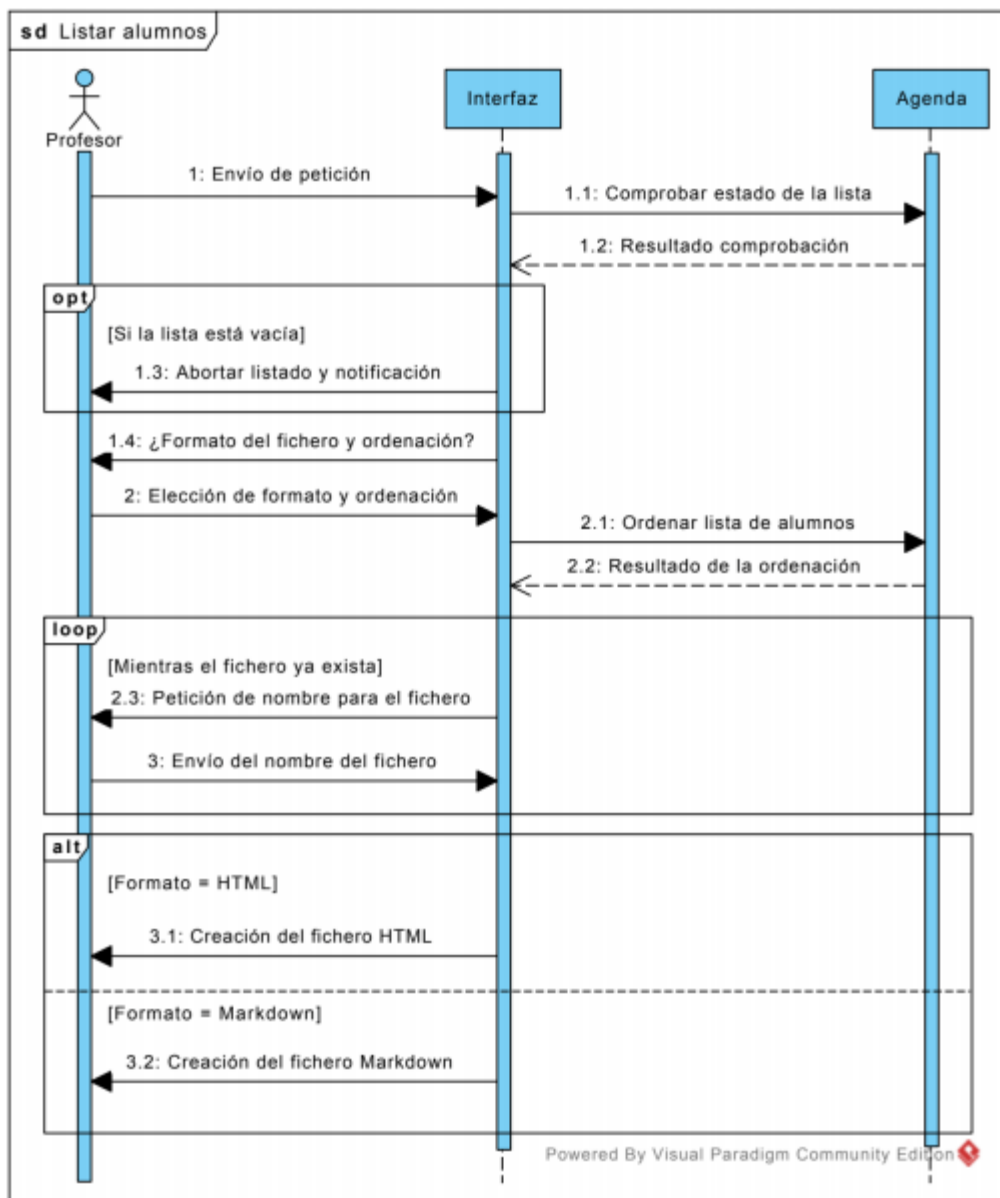 sd Listar alumnos
Profesor
Interfaz
Agenda
1: Envío de petición
1.1: Comprobar estado de la lista
1.2: Resultado comprobación
opt
[Si la lista está vacía]
1.3: Abortar listado y notificación
1.4: ¿Formato del fichero y ordenación?
2: Elección de formato y ordenación
2.1: Ordenar lista de alumnos
2.2: Resultado de la ordenación
loop
[Mientras el fichero ya exista]
2.3: Petición de nombre para el fichero
3: Envío del nombre del fichero
alt
[Formato = HTML]
3.1: Creación del fichero HTML
[Formato = Markdown]
3.2: Creación del fichero Markdown
Powered By Visual Paradigm Community Edition